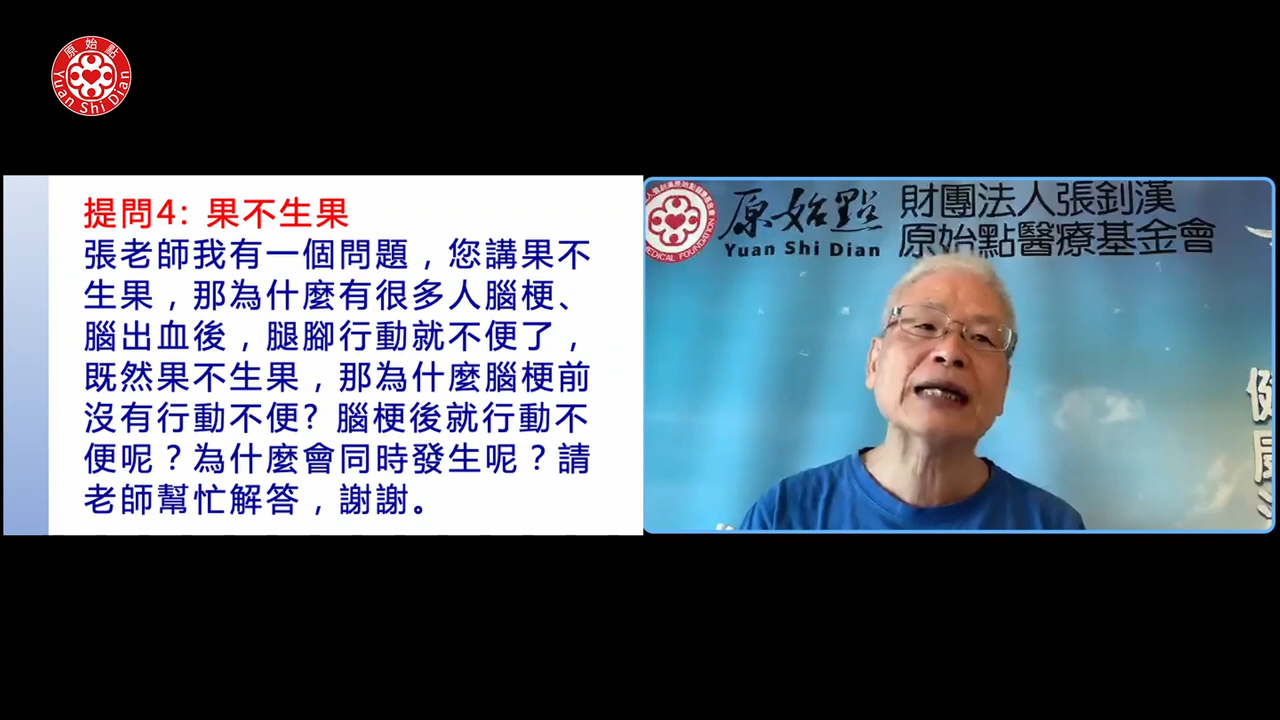 原始點
Yuan Shi Dian
提問4: 果不生果
張老師我有一個問題，您講果不
生果，那為什麼有很多人腦梗、
腦出血後，腿腳行動就不便了，
既然果不生果，那為什麼腦梗前
沒有行動不便? 腦梗後就行動不
便呢？為什麼會同時發生呢？請
老師幫忙解答，謝謝。
原始點
Yuan Shi Dian
財團法人張釗漢
原始點醫療基金會